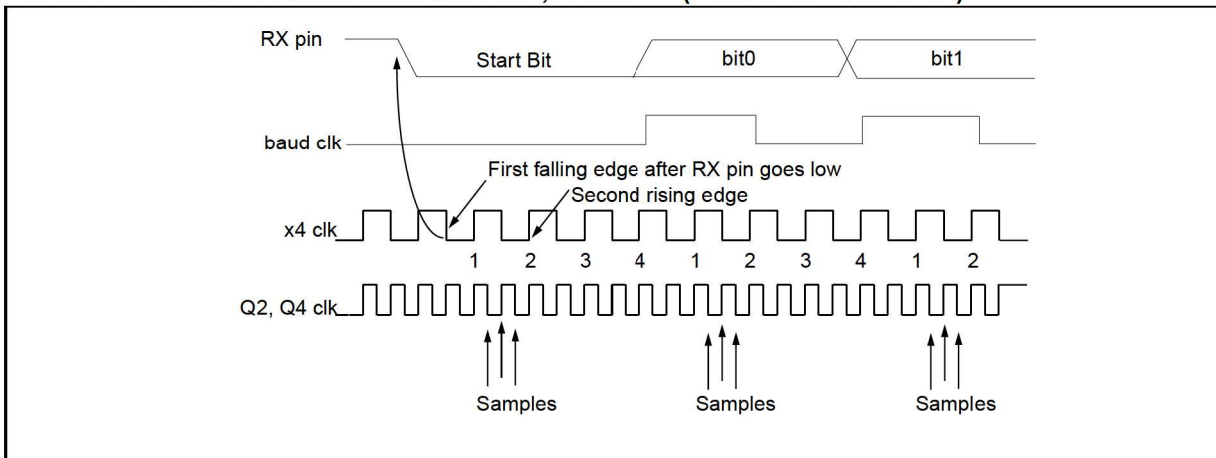 RX pin
Start Bit
bit0
bit1
baud clk
First falling edge after RX pin goes low
Second rising edge
x4 clk
1 2 3 4 1 2 3 4 1 2
Q2, Q4 clk
Samples Samples Samples